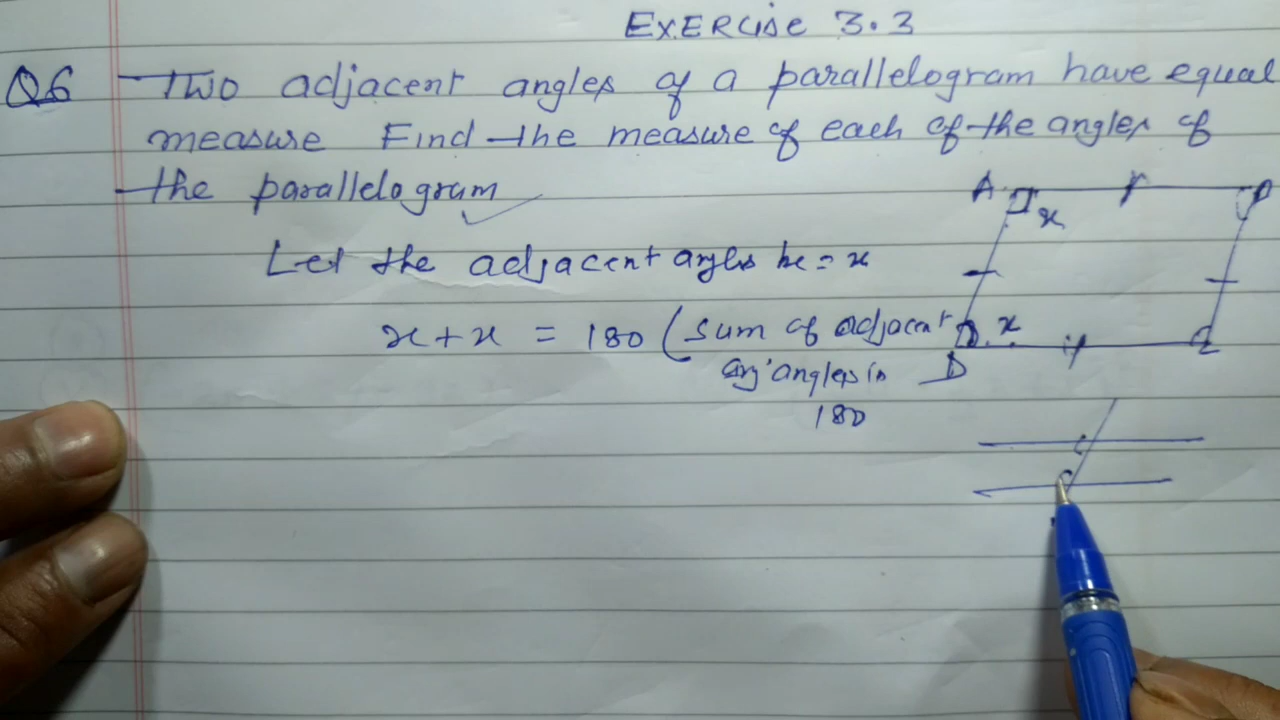 EXERCISE 3.3
Q6 Two adjacent angles of a parallelogram have equal
measure Find the measure of each of the angles of
the parallelogram
A x
Let the adjacent angles be = x
x + x = 180 (sum of adjacent x
angles is D
180